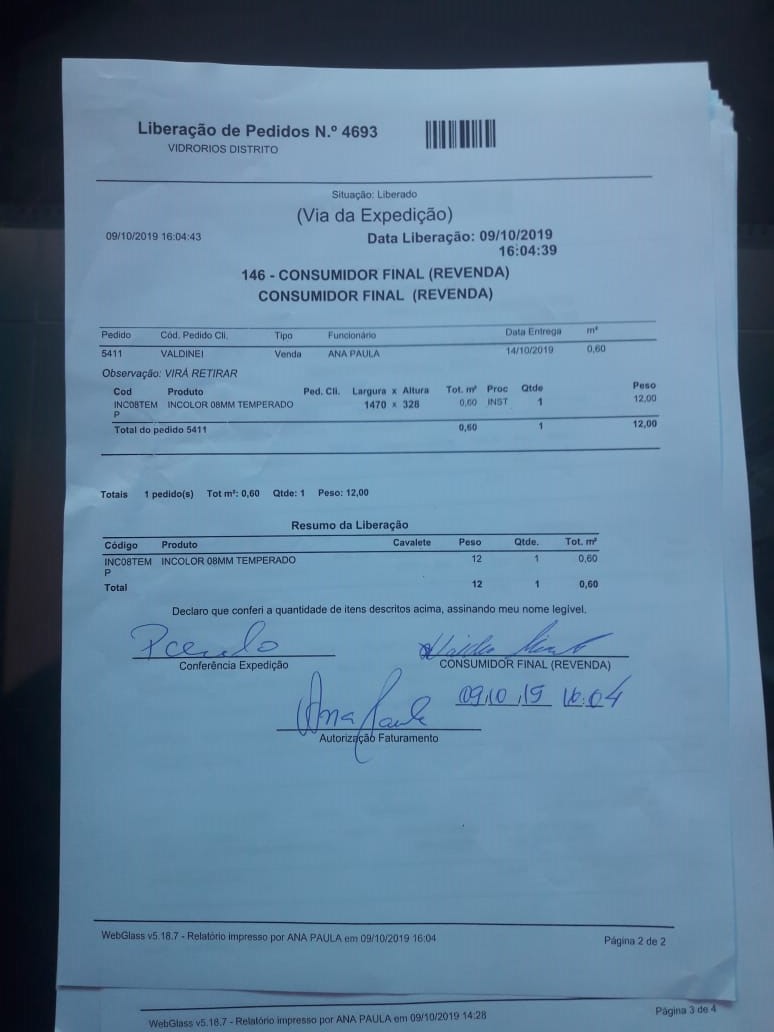 Liberação de Pedidos N.º 4693
VIDRORIOS DISTRITO
Situação: Liberado
(Via da Expedição)
09/10/2019 16:04:43
Data Liberação: 09/10/2019
16:04:39
146 - CONSUMIDOR FINAL (REVENDA)
CONSUMIDOR FINAL (REVENDA)
Pedido Cód. Pedido Cli. Tipo Funcionário Data Entrega m²
5411 VALDINEI Venda ANA PAULA 14/10/2019 0,60
Observação: VIRÁ RETIRAR
Cod Produto Ped. Cli. Largura x Altura Tot. m² Proc Qtde Peso
INC08TEM INCOLOR 08MM TEMPERADO 1470 x 328 0,60 INST 1 12,00
P
Total do pedido 5411 0,60 1 12,00
Totais 1 pedido(s) Tot m²: 0,60 Qtde: 1 Peso: 12,00
Resumo da Liberação
Código Produto Cavalete Peso Qtde. Tot. m²
INC08TEM INCOLOR 08MM TEMPERADO 12 1 0,60
P
Total 12 1 0,60
Declaro que conferi a quantidade de itens descritos acima, assinando meu nome legível.
Conferência Expedição
CONSUMIDOR FINAL (REVENDA)
09/10/19 16:04
Ana Paula
Autorização Faturamento
WebGlass v5.18.7 - Relatório impresso por ANA PAULA em 09/10/2019 16:04
Página 2 de 2
WebGlass v5.18.7 - Relatório impresso por ANA PAULA em 09/10/2019 14:28
Página 3 de 4